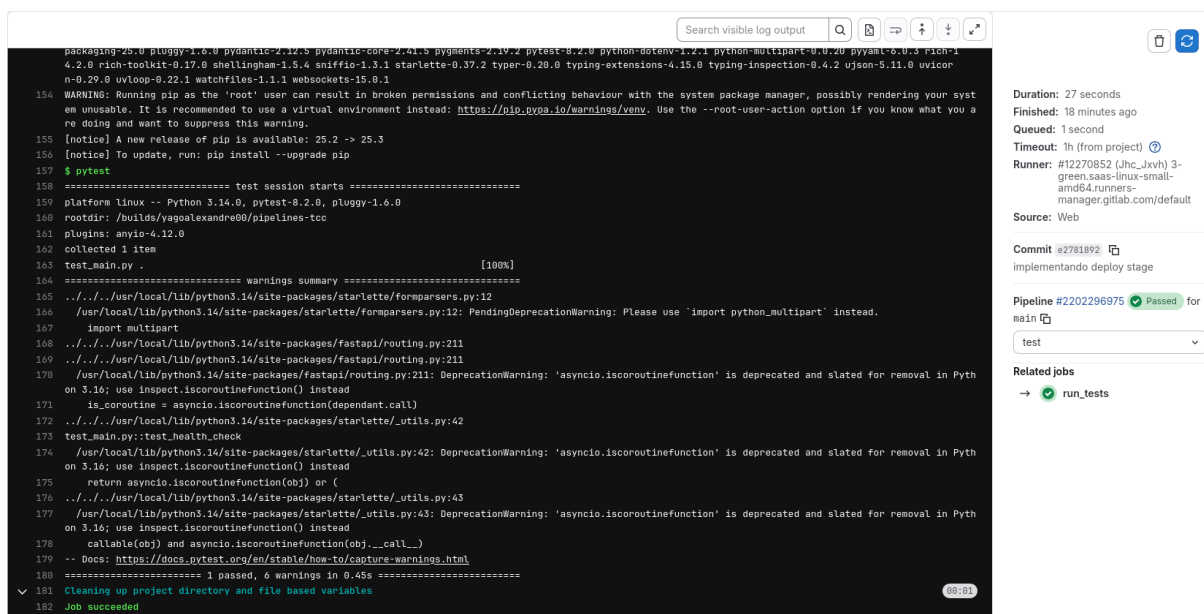 Search visible log output
packaging-25.0 pluggy-1.6.0 pydantic-2.12.5 pydantic-core-2.41.5 pygments-2.19.2 pytest-8.2.0 python-dotenv-1.2.1 python-multipart-0.0.20 pyyaml-6.0.3 rich-1
4.2.0 rich-toolkit-0.17.0 shellingham-1.5.4 sniffio-1.3.1 starlette-0.37.2 typer-0.20.0 typing-extensions-4.15.0 typing-inspection-0.4.2 ujson-5.11.0 uvicor
n-0.29.0 uvloop-0.22.1 watchfiles-1.1.1 websockets-15.0.1
154 WARNING: Running pip as the 'root' user can result in broken permissions and conflicting behaviour with the system package manager, possibly rendering your syst
em unusable. It is recommended to use a virtual environment instead: https://pip.pypa.io/warnings/venv. Use the --root-user-action option if you know what you a
re doing and want to suppress this warning.
155 [notice] A new release of pip is available: 25.2 -> 25.3
156 [notice] To update, run: pip install --upgrade pip
157 $ pytest
158 ============================= test session starts ==============================
159 platform linux -- Python 3.14.0, pytest-8.2.0, pluggy-1.6.0
160 rootdir: /builds/yagoalexandre00/pipelines-tcc
161 plugins: anyio-4.12.0
162 collected 1 item
163 test_main.py . [100%]
164 =============================== warnings summary ===============================
165 ../../../usr/local/lib/python3.14/site-packages/starlette/formparsers.py:12
166 /usr/local/lib/python3.14/site-packages/starlette/formparsers.py:12: PendingDeprecationWarning: Please use `import python_multipart` instead.
167 import multipart
168 ../../../usr/local/lib/python3.14/site-packages/fastapi/routing.py:211
169 ../../../usr/local/lib/python3.14/site-packages/fastapi/routing.py:211
170 /usr/local/lib/python3.14/site-packages/fastapi/routing.py:211: DeprecationWarning: 'asyncio.iscoroutinefunction' is deprecated and slated for removal in Pyth
on 3.16; use inspect.iscoroutinefunction() instead
171 is_coroutine = asyncio.iscoroutinefunction(dependant.call)
172 ../../../usr/local/lib/python3.14/site-packages/starlette/_utils.py:42
173 test_main.py::test_health_check
174 /usr/local/lib/python3.14/site-packages/starlette/_utils.py:42: DeprecationWarning: 'asyncio.iscoroutinefunction' is deprecated and slated for removal in Pyth
on 3.16; use inspect.iscoroutinefunction() instead
175 return asyncio.iscoroutinefunction(obj) or (
176 ../../../usr/local/lib/python3.14/site-packages/starlette/_utils.py:43
177 /usr/local/lib/python3.14/site-packages/starlette/_utils.py:43: DeprecationWarning: 'asyncio.iscoroutinefunction' is deprecated and slated for removal in Pyth
on 3.16; use inspect.iscoroutinefunction() instead
178 callable(obj) and asyncio.iscoroutinefunction(obj.__call__)
179 -- Docs: https://docs.pytest.org/en/stable/how-to/capture-warnings.html
180 ======================== 1 passed, 6 warnings in 0.45s =========================
181 Cleaning up project directory and file based variables 00:01
182 Job succeeded
Duration: 27 seconds
Finished: 18 minutes ago
Queued: 1 second
Timeout: 1h (from project)
Runner: #12270852 (Jhc_Jxvh) 3-
green.saas-linux-small-
amd64.runners-
manager.gitlab.com/default
Source: Web
Commit e2781892
implementando deploy stage
Pipeline #2202296975 Passed for
main
test
Related jobs
→ run_tests